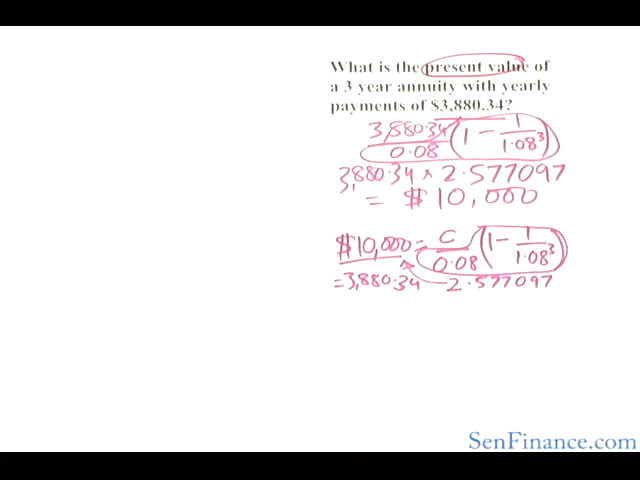 What is the present value of
a 3 year annuity with yearly
payments of $3,880.34?
3,880.34 / 0.08 (1 - 1 / 1.08³)
3,880.34 × 2.577097
= $ 10,000
$10,000 = C / 0.08 (1 - 1 / 1.08³)
= 3,880.34 2.577097
SenFinance.com